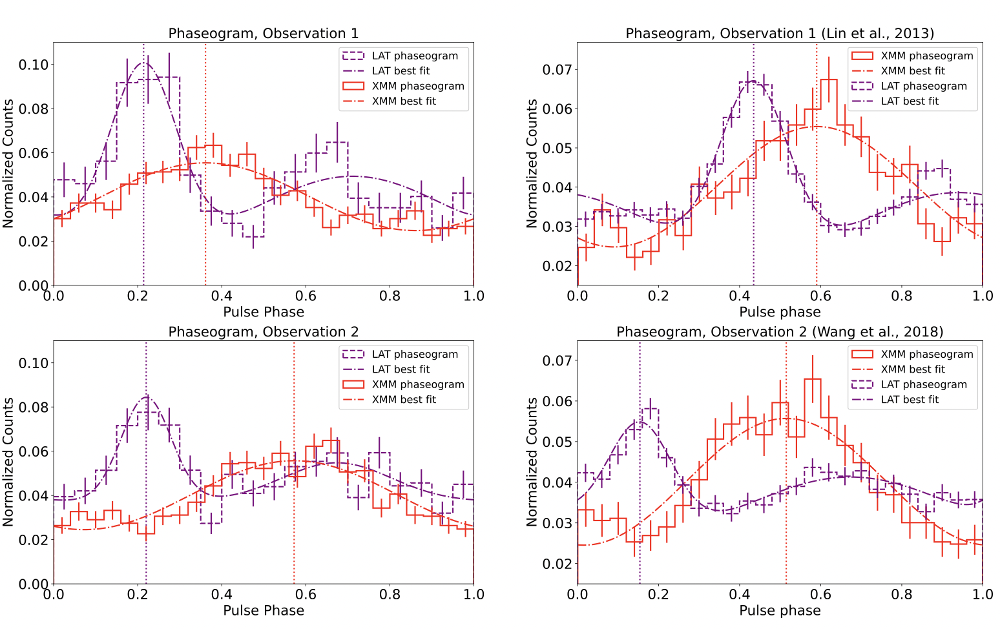 Phaseogram, Observation 1
Normalized Counts
0.10
0.08
0.06
0.04
0.02
0.00
LAT phaseogram
LAT best fit
XMM phaseogram
XMM best fit
0.0 0.2 0.4 0.6 0.8 1.0
Pulse Phase
Phaseogram, Observation 1 (Lin et al., 2013)
Normalized Counts
0.07
0.06
0.05
0.04
0.03
0.02
XMM phaseogram
XMM best fit
LAT phaseogram
LAT best fit
0.0 0.2 0.4 0.6 0.8 1.0
Pulse phase
Phaseogram, Observation 2
Normalized Counts
0.10
0.08
0.06
0.04
0.02
0.00
LAT phaseogram
LAT best fit
XMM phaseogram
XMM best fit
0.0 0.2 0.4 0.6 0.8 1.0
Pulse Phase
Phaseogram, Observation 2 (Wang et al., 2018)
Normalized Counts
0.07
0.06
0.05
0.04
0.03
0.02
XMM phaseogram
XMM best fit
LAT phaseogram
LAT best fit
0.0 0.2 0.4 0.6 0.8 1.0
Pulse phase